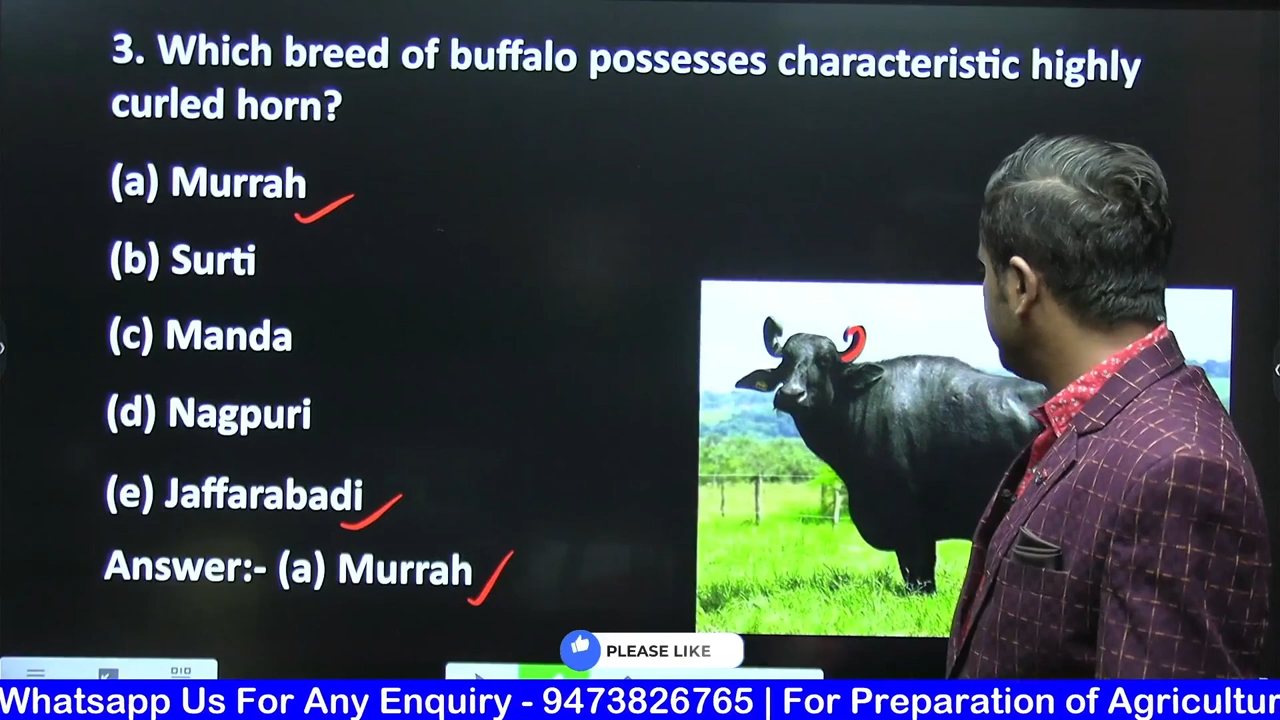 3. Which breed of buffalo possesses characteristic highly
curled horn?
(a) Murrah
(b) Surti
(c) Manda
(d) Nagpuri
(e) Jaffarabadi
Answer:- (a) Murrah
PLEASE LIKE
Whatsapp Us For Any Enquiry - 9473826765 | For Preparation of Agricultur